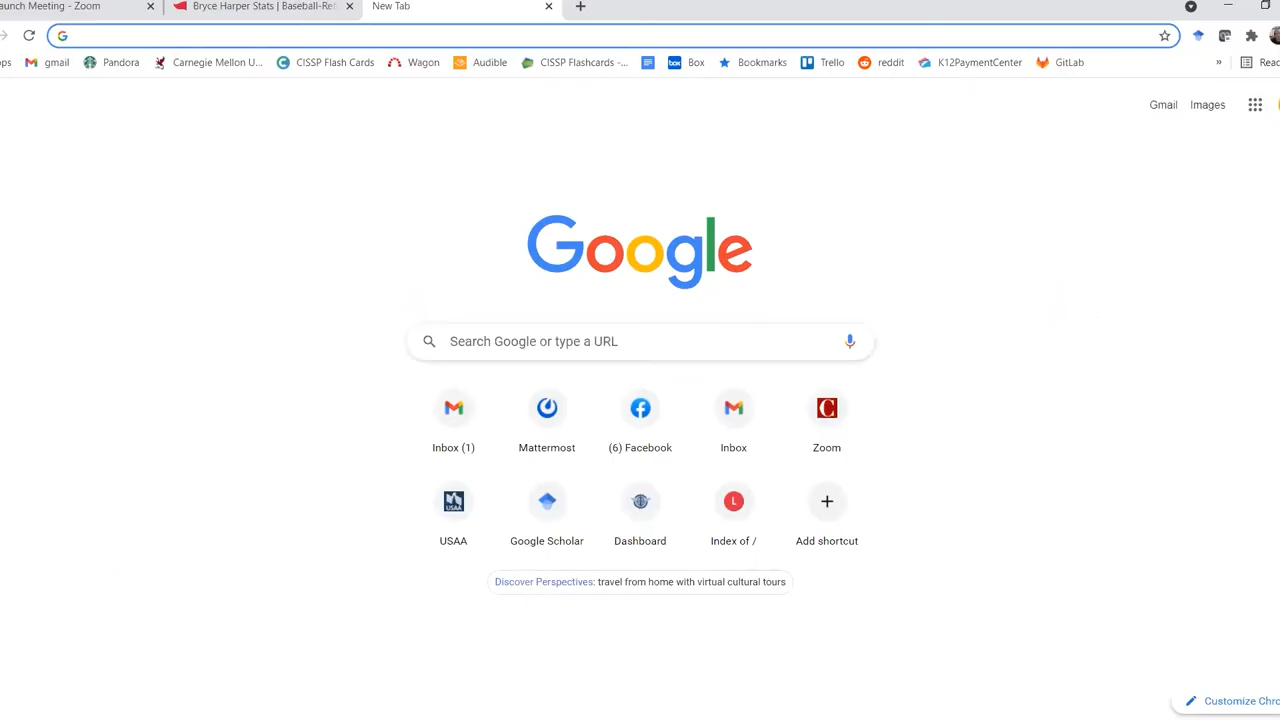 aunch Meeting - Zoom
Bryce Harper Stats | Baseball-Re
New Tab
ps gmail Pandora Carnegie Mellon U... CISSP Flash Cards Wagon Audible CISSP Flashcards -... box Box Bookmarks Trello reddit K12PaymentCenter GitLab » Reac
Gmail Images
Google
Search Google or type a URL
C
Inbox (1) Mattermost (6) Facebook Inbox Zoom
USAA L
USAA Google Scholar Dashboard Index of / Add shortcut
Discover Perspectives: travel from home with virtual cultural tours
Customize Chro